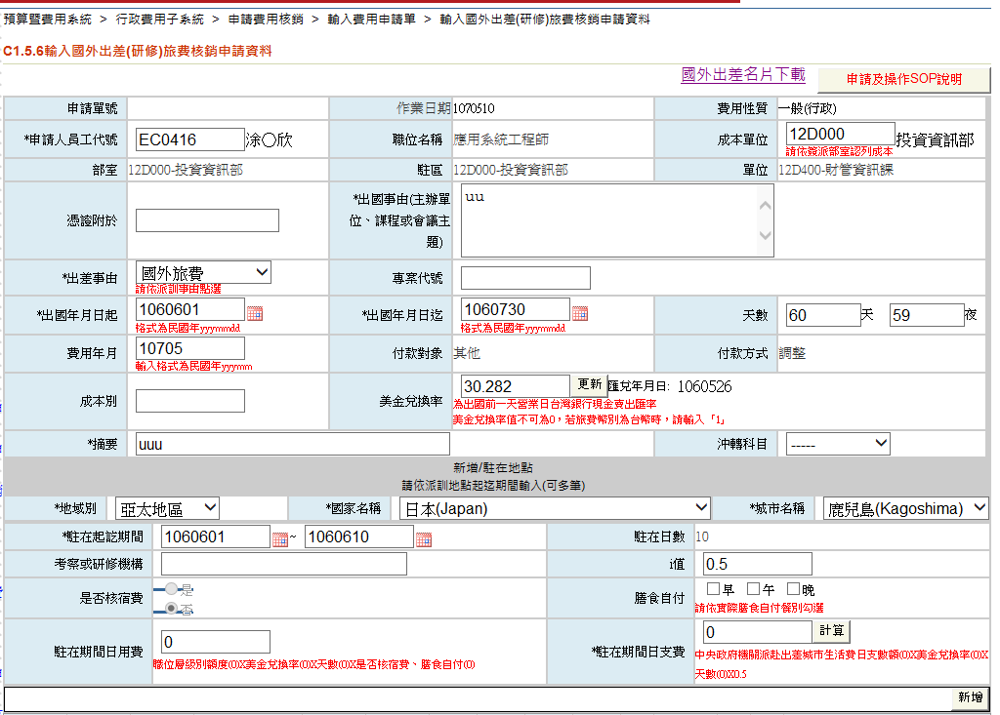 預算暨費用系統 > 行政費用子系統 > 申請費用核銷 > 輸入費用申請單 > 輸入國外出差(研修)旅費核銷申請資料
C1.5.6輸入國外出差(研修)旅費核銷申請資料
國外出差名片下載 申請及操作SOP說明
申請單號 作業日期 1070510 費用性質 一般(行政)
*申請人員工代號 EC0416 涂〇欣 職位名稱 應用系統工程師 成本單位 12D000 投資資訊部
請依簽派部室認列成本
部室 12D000-投資資訊部 駐區 12D000-投資資訊部 單位 12D400-財管資訊課
憑證附於 *出國事由(主辦單位、課程或會議主題) uu
*出差事由 國外旅費 專案代號
請依派訓事由點選
*出國年月日起 1060601 *出國年月日迄 1060730 天數 60 天 59 夜
格式為民國年yyymmdd 格式為民國年yyymmdd
費用年月 10705 付款對象 其他 付款方式 調整
輸入格式為民國年yyymm
成本別 美金兌換率 30.282 更新 匯兌年月日: 1060526
為出國前一天營業日台灣銀行現金賣出匯率
美金兌換率值不可為0，若旅費幣別為台幣時，請輸入「1」
*摘要 uuu 沖轉科目 -----
新增/駐在地點
請依派訓地點起迄期間輸入(可多筆)
*地域別 亞太地區 *國家名稱 日本(Japan) *城市名稱 鹿兒島(Kagoshima)
*駐在起訖期間 1060601 ~ 1060610 駐在日數 10
考察或研修機構 i值 0.5
是否核宿費 是 否 膳食自付 早 午 晚
請依實際膳食自付餐別勾選
駐在期間日用費 0 *駐在期間日支費 0 計算
職位層級別額度(0)X美金兌換率(0)X天數(0)X是否核宿費、膳食自付(0)
中央政府機關派赴出差城市生活費日支數額(0)X美金兌換率(0)X
天數(0)X0.5
新增